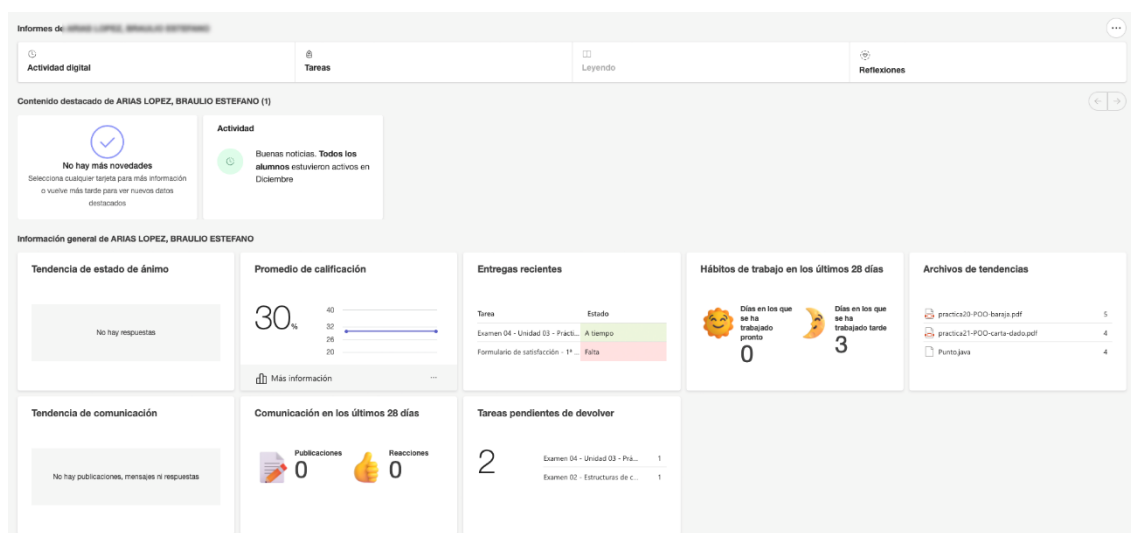 Informes de
Actividad digital
Tareas
Leyendo
Reflexiones
Contenido destacado de ARIAS LOPEZ, BRAULIO ESTEFANO (1)
No hay más novedades
Selecciona cualquier tarjeta para más información
o vuelve más tarde para ver nuevos datos
destacados
Actividad
Buenas noticias. Todos los
alumnos estuvieron activos en
Diciembre
Información general de ARIAS LOPEZ, BRAULIO ESTEFANO
Tendencia de estado de ánimo
No hay respuestas
Promedio de calificación
30%
40
32
26
20
Más información
Entregas recientes
Tarea Estado
Examen 04 - Unidad 03 - Prácti... A tiempo
Formulario de satisfacción - 1ª ... Falta
Hábitos de trabajo en los últimos 28 días
Días en los que
se ha
trabajado
pronto
0
Días en los que
se ha
trabajado tarde
3
Archivos de tendencias
practica20-POO-baraja.pdf 5
practica21-POO-carta-dado.pdf 4
Punto.java 4
Tendencia de comunicación
No hay publicaciones, mensajes ni respuestas
Comunicación en los últimos 28 días
Publicaciones
0
Reacciones
0
Tareas pendientes de devolver
2
Examen 04 - Unidad 03 - Prá... 1
Examen 02 - Estructuras de c... 1